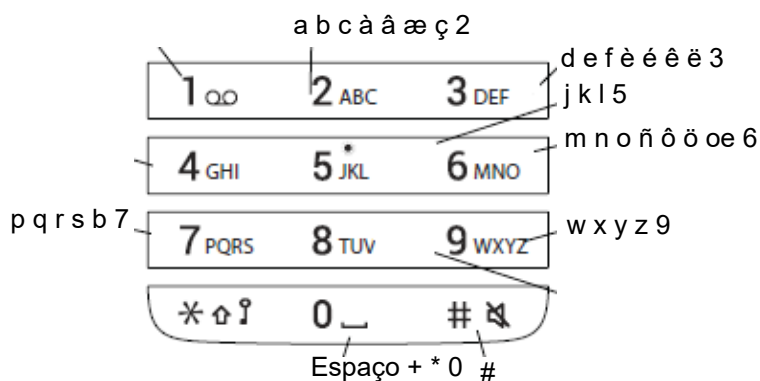 a b c à â æ ç 2
d e f è é ê ë 3
1 2 ABC 3 DEF
j k l 5
m n o ñ ô ö oe 6
4 GHI 5 JKL 6 MNO
p q r s b 7
7 PQRS 8 TUV 9 WXYZ
w x y z 9
* 0 #
Espaço + * 0 #